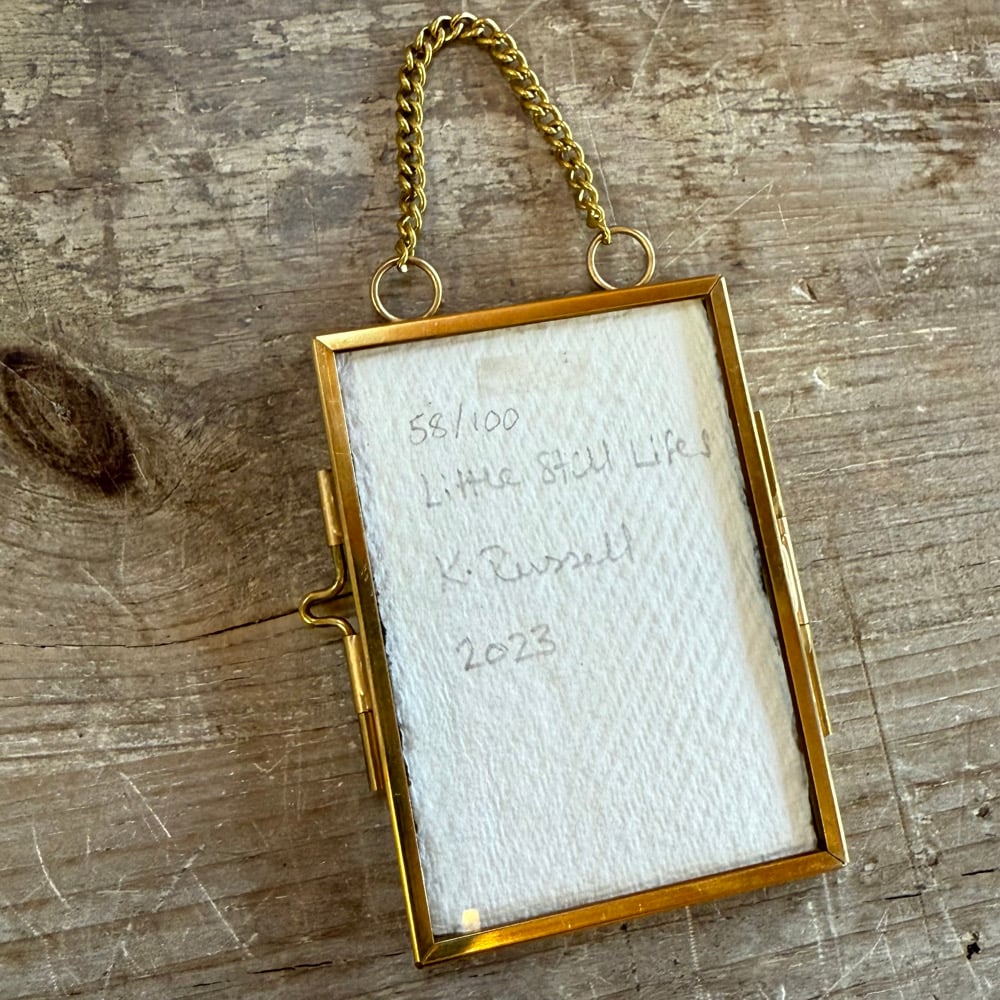 58/100
Little Still Lifes
K. Russell
2023